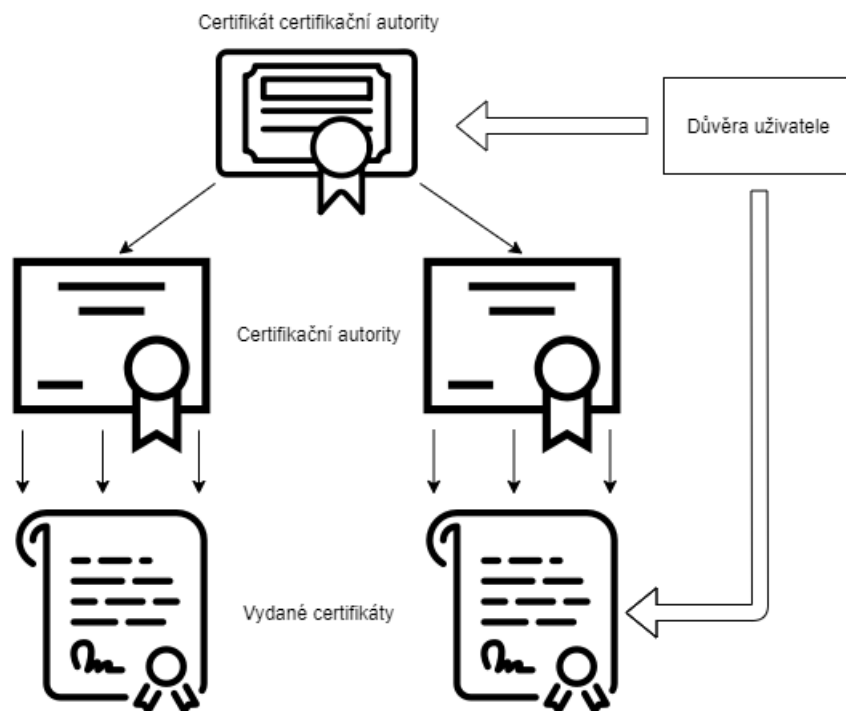 Certifikát certifikační autority
Důvěra uživatele
Certifikační autority
Vydané certifikáty